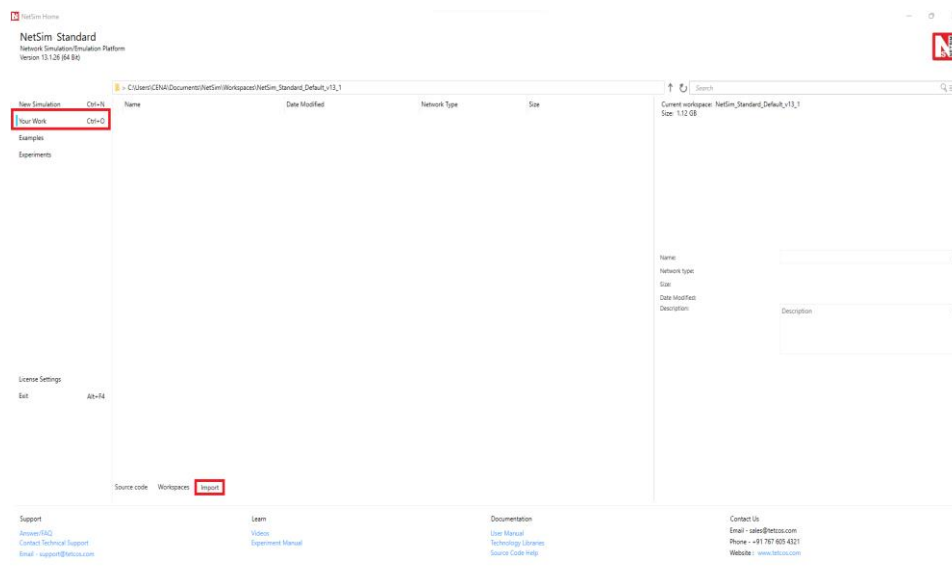 NetSim Home
NetSim Standard
Network Simulation/Emulation Platform
Version 13.1.26 (64 Bit)
> C:\Users\CENA\Documents\NetSim\Workspaces\NetSim_Standard_Default_v13_1
Search
New Simulation Ctrl+N
Your Work Ctrl+O
Examples
Experiments
Name Date Modified Network Type Size
Current workspace: NetSim_Standard_Default_v13_1
Size: 1.12 GB
Name:
Network type:
Size:
Date Modified:
Description: Description
License Settings
Exit Alt+F4
Source code Workspaces Import
Support
Answer/FAQ
Contact Technical Support
Email - support@tetcos.com
Learn
Videos
Experiment Manual
Documentation
User Manual
Technology Libraries
Source Code Help
Contact Us
Email - sales@tetcos.com
Phone - +91 767 605 4321
Website : www.tetcos.com